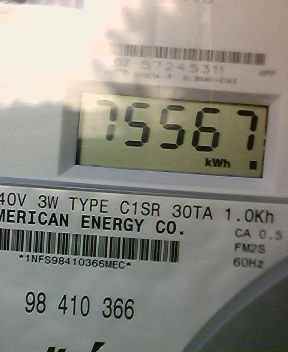 07 57245311
75567
kWh
40V 3W TYPE C1SR 30TA 1.0Kh
MERICAN ENERGY CO.
CA 0.5
FM2S
*1NFS98410366MEC*
60Hz
98 410 366